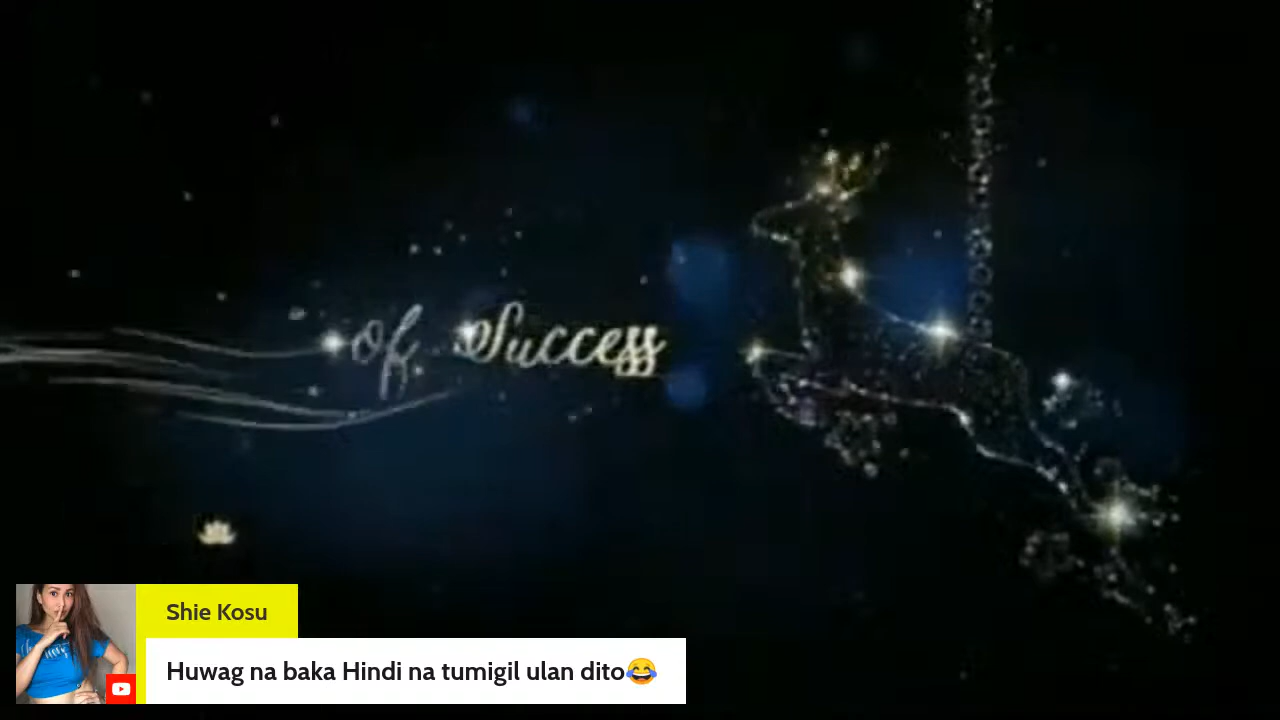 of Success
Shie Kosu
Huwag na baka Hindi na tumigil ulan dito😂